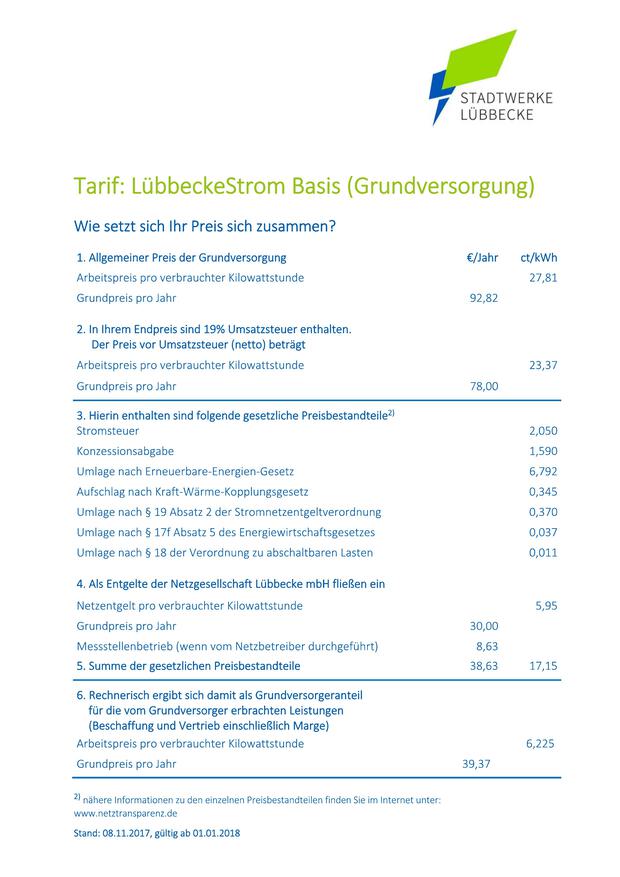 STADTWERKE
LÜBBECKE
Tarif: LübbeckeStrom Basis (Grundversorgung)
Wie setzt sich Ihr Preis sich zusammen?
1. Allgemeiner Preis der Grundversorgung €/Jahr ct/kWh
Arbeitspreis pro verbrauchter Kilowattstunde 27,81
Grundpreis pro Jahr 92,82
2. In Ihrem Endpreis sind 19% Umsatzsteuer enthalten.
Der Preis vor Umsatzsteuer (netto) beträgt
Arbeitspreis pro verbrauchter Kilowattstunde 23,37
Grundpreis pro Jahr 78,00
3. Hierin enthalten sind folgende gesetzliche Preisbestandteile2)
Stromsteuer 2,050
Konzessionsabgabe 1,590
Umlage nach Erneuerbare-Energien-Gesetz 6,792
Aufschlag nach Kraft-Wärme-Kopplungsgesetz 0,345
Umlage nach § 19 Absatz 2 der Stromnetzentgeltverordnung 0,370
Umlage nach § 17f Absatz 5 des Energiewirtschaftsgesetzes 0,037
Umlage nach § 18 der Verordnung zu abschaltbaren Lasten 0,011
4. Als Entgelte der Netzgesellschaft Lübbecke mbH fließen ein
Netzentgelt pro verbrauchter Kilowattstunde 5,95
Grundpreis pro Jahr 30,00
Messstellenbetrieb (wenn vom Netzbetreiber durchgeführt) 8,63
5. Summe der gesetzlichen Preisbestandteile 38,63 17,15
6. Rechnerisch ergibt sich damit als Grundversorgeranteil
für die vom Grundversorger erbrachten Leistungen
(Beschaffung und Vertrieb einschließlich Marge)
Arbeitspreis pro verbrauchter Kilowattstunde 6,225
Grundpreis pro Jahr 39,37
2) nähere Informationen zu den einzelnen Preisbestandteilen finden Sie im Internet unter:
www.netztransparenz.de
Stand: 08.11.2017, gültig ab 01.01.2018